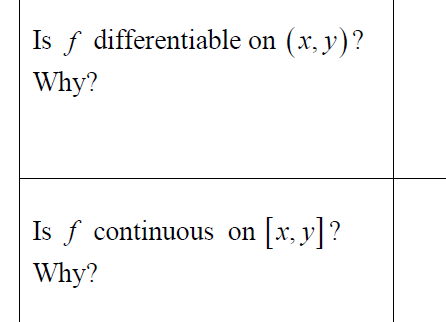 Is f differentiable on (x, y)?
Why?
Is f continuous on [x, y]?
Why?